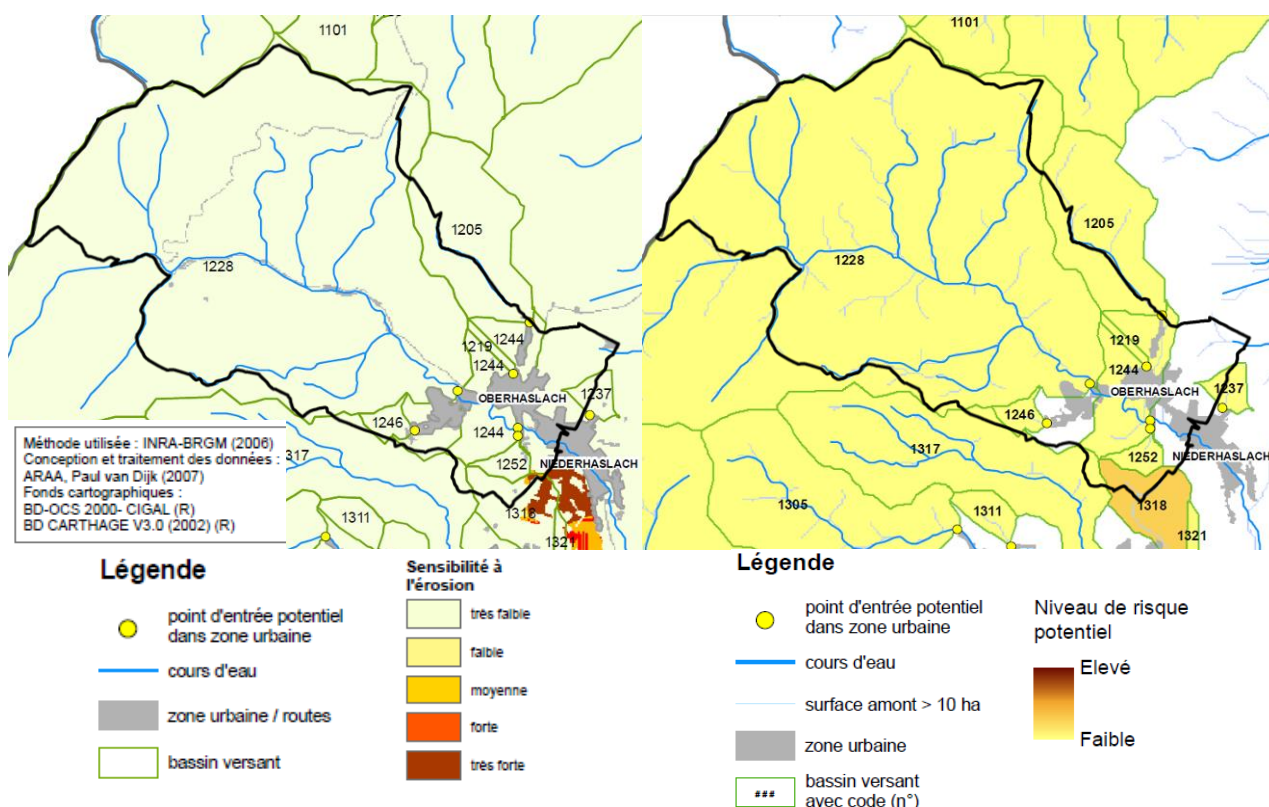 1101
1205
1228
1244
1219
1244
1237
OBERHASLACH
1246
1244
NIEDERHASLACH
1252
1317
1318
1311
1321
Méthode utilisée : INRA-BRGM (2006)
Conception et traitement des données :
ARAA, Paul van Dijk (2007)
Fonds cartographiques :
BD-OCS 2000- CIGAL (R)
BD CARTHAGE V3.0 (2002) (R)
Légende
point d'entrée potentiel
dans zone urbaine
cours d'eau
zone urbaine / routes
bassin versant
Sensibilité à
l'érosion
très faible
faible
moyenne
forte
très forte
1101
1205
1228
1219
1244
1237
OBERHASLACH
1246
1317
NIEDERHASLACH
1252
1305
1318
1311
1321
Légende
point d'entrée potentiel
dans zone urbaine
cours d'eau
surface amont > 10 ha
zone urbaine
###
bassin versant
avec code (n°)
Niveau de risque
potentiel
Elevé
Faible